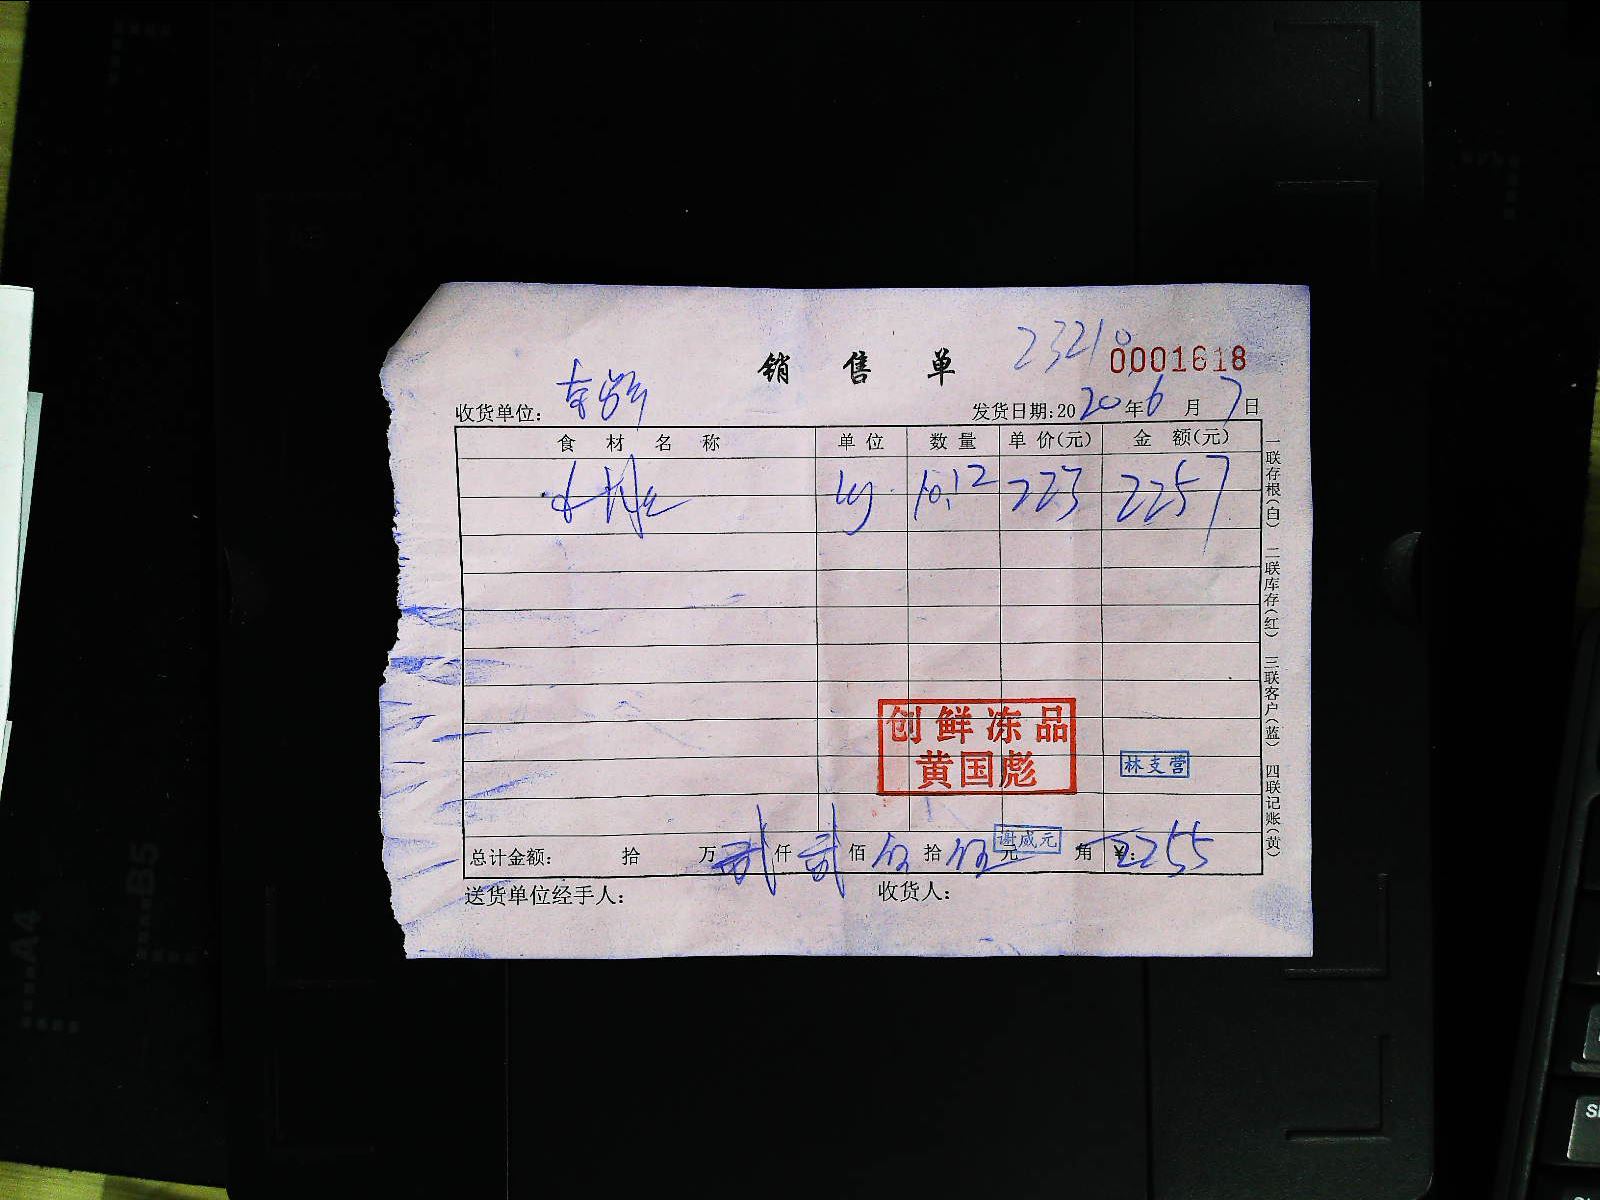 销售单
23210
0001618
收货单位：
发货日期:2020年6月7日
食材名称 单位 数量 单价(元) 金额(元)
kg 10.12 223 2257
创鲜冻品
黄国彪
林支营
谢咸元
总计金额： 拾 万 贰 仟 贰 佰 伍 拾 伍 元 角 ¥：2255
送货单位经手人： 收货人：
一联存根(白) 二联库存(红) 三联客户(蓝) 四联记账(黄)
A4
B5